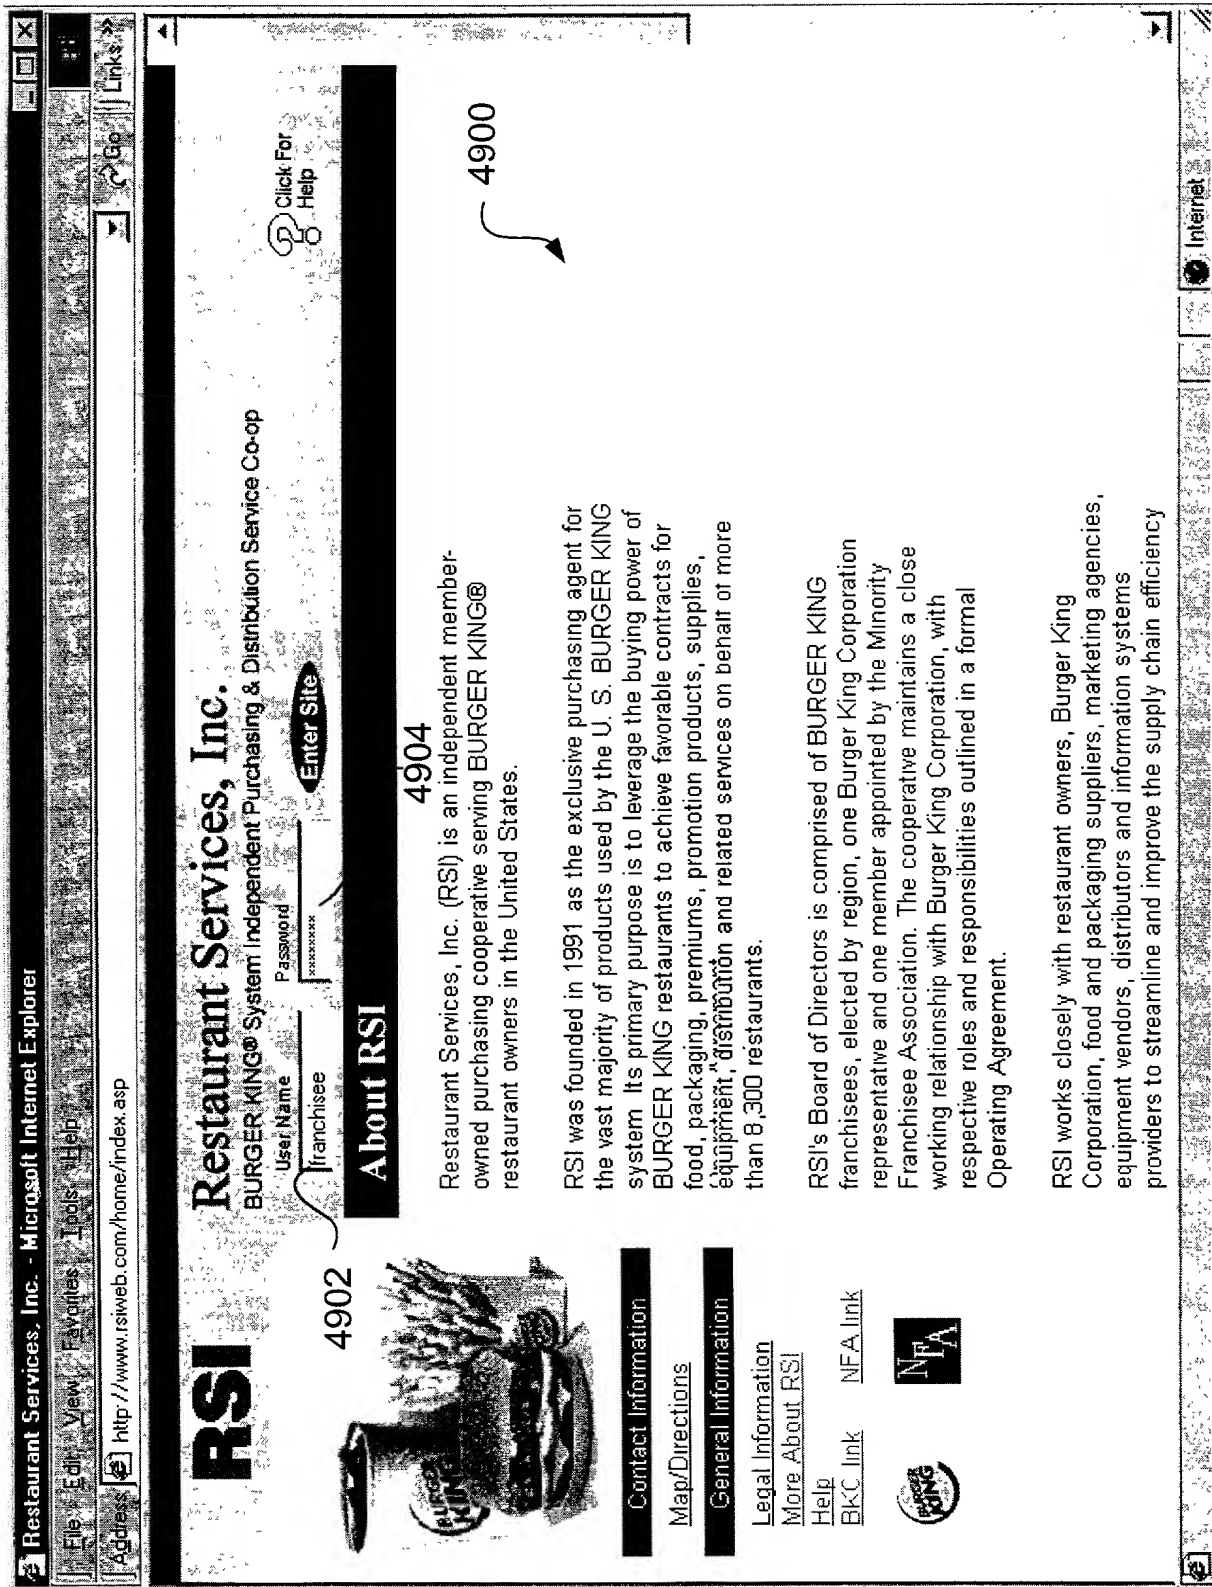 Restaurant Services, Inc. - Microsoft Internet Explorer
File Edit View Favorites Tools Help
Address http://www.rsiweb.com/home/index.asp Go Links »
RSI
Restaurant Services, Inc.
BURGER KING® System Independent Purchasing & Distribution Service Co-op
User Name Password
franchisee ******** Enter Site
Click For
Help
4902
About RSI
4904
4900
BURGER
KING
Contact Information
Map/Directions
General Information
Legal Information
More About RSI
Help
BKC link NFA link
BURGER
KING
NFA
Restaurant Services, Inc. (RSI) is an independent member-
owned purchasing cooperative serving BURGER KING®
restaurant owners in the United States.
RSI was founded in 1991 as the exclusive purchasing agent for
the vast majority of products used by the U. S. BURGER KING
system. Its primary purpose is to leverage the buying power of
BURGER KING restaurants to achieve favorable contracts for
food, packaging, premiums, promotion products, supplies,
equipment, distribution and related services on behalf of more
than 8,300 restaurants.
RSI's Board of Directors is comprised of BURGER KING
franchisees, elected by region, one Burger King Corporation
representative and one member appointed by the Minority
Franchisee Association. The cooperative maintains a close
working relationship with Burger King Corporation, with
respective roles and responsibilities outlined in a formal
Operating Agreement.
RSI works closely with restaurant owners, Burger King
Corporation, food and packaging suppliers, marketing agencies,
equipment vendors, distributors and information systems
providers to streamline and improve the supply chain efficiency
Internet